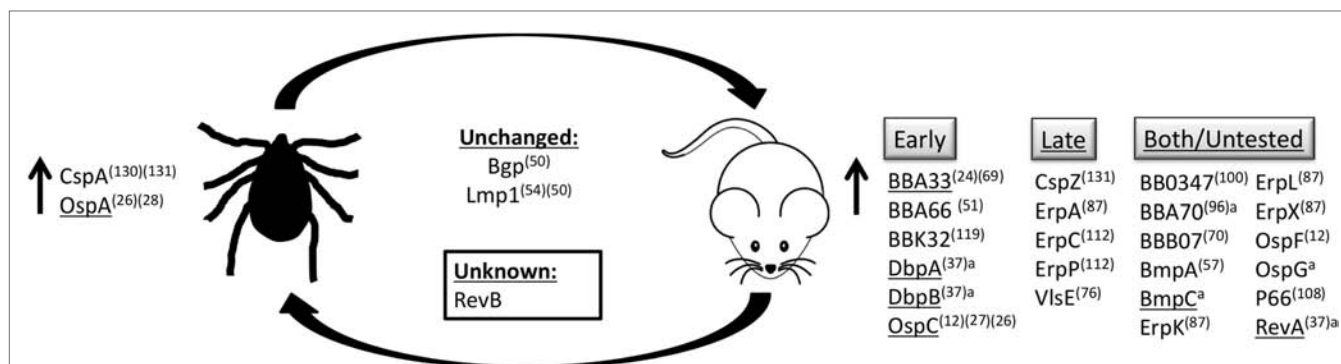 CspA(130)(131)
OspA(26)(28)
Unchanged:
Bgp(50)
Lmp1(54)(50)
Unknown:
RevB
Early
BBA33(24)(69)
BBA66 (51)
BBK32(119)
DbpA(37)a
DbpB(37)a
OspC(12)(27)(26)
Late
CspZ(131)
ErpA(87)
ErpC(112)
ErpP(112)
VlsE(76)
Both/Untested
BB0347(100)
BBA70(96)a
BBB07(70)
BmpA(57)
BmpCa
ErpK(87)
ErpL(87)
ErpX(87)
OspF(12)
OspGa
P66(108)
RevA(37)a